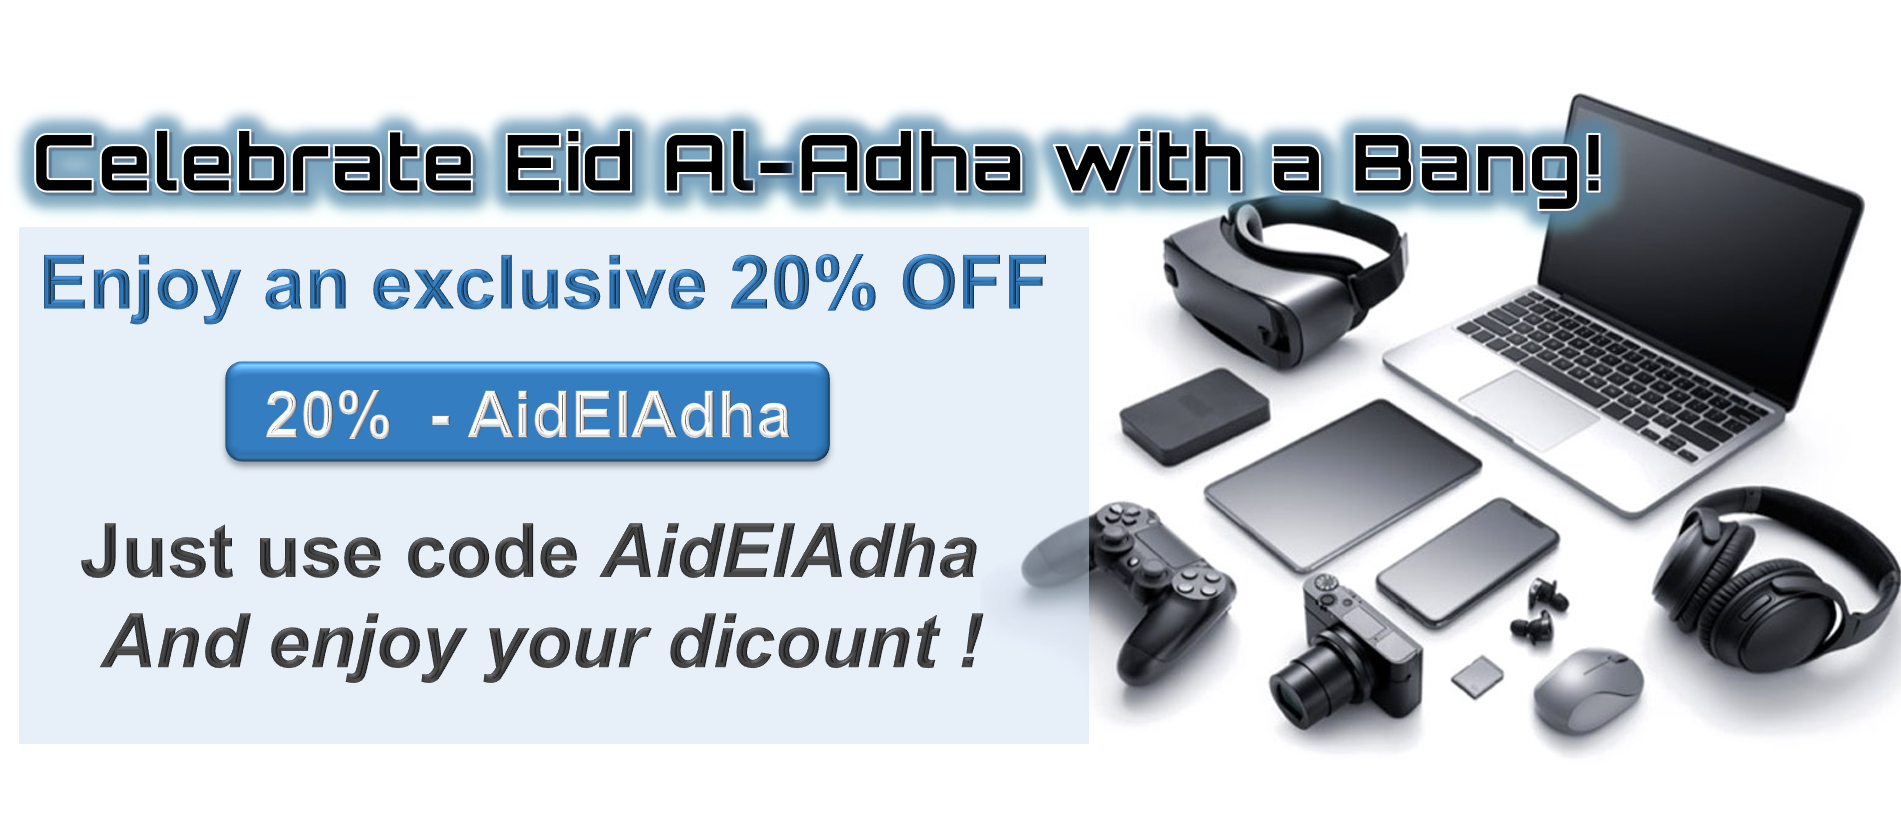 Celebrate Eid Al-Adha with a Bang!
Enjoy an exclusive 20% OFF
20% - AidElAdha
Just use code AidElAdha
And enjoy your dicount !